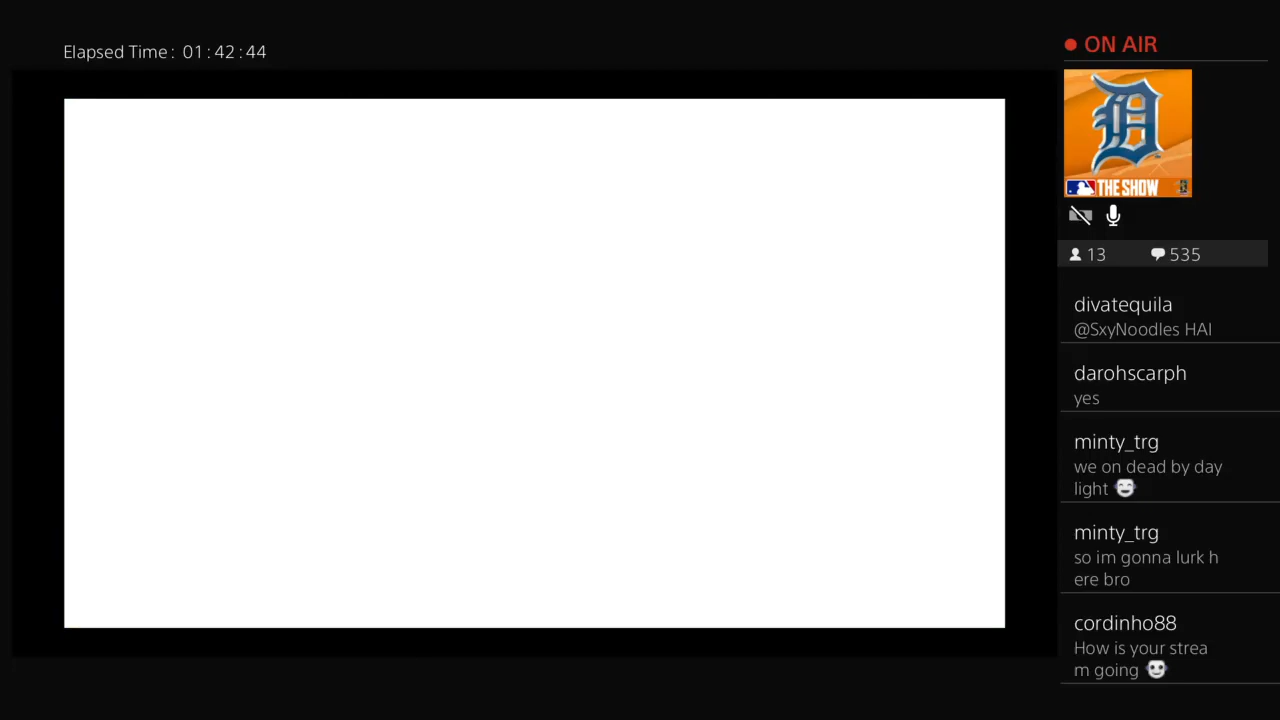 Elapsed Time: 01:42:44
ON AIR
D
THE SHOW
13 535
divatequila
@SxyNoodles HAI
darohscarph
yes
minty_trg
we on dead by day
light
minty_trg
so im gonna lurk h
ere bro
cordinho88
How is your strea
m going